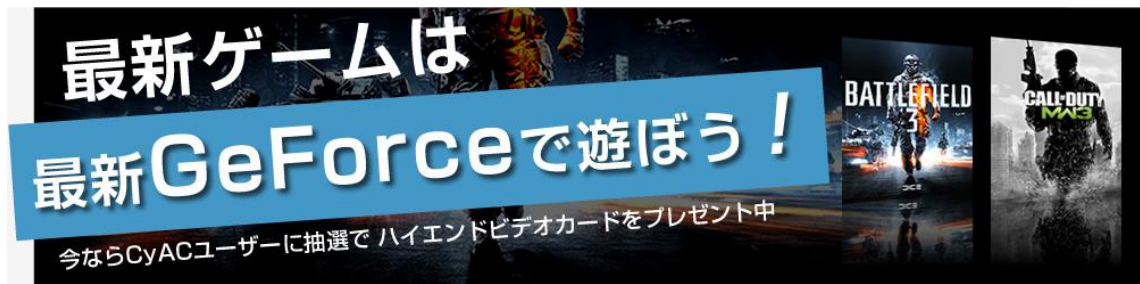 最新ゲームは
最新GeForceで遊ぼう！
今ならCyACユーザーに抽選で ハイエンドビデオカードをプレゼント中
BATTLEFIELD
3
CALL OF DUTY
MW3